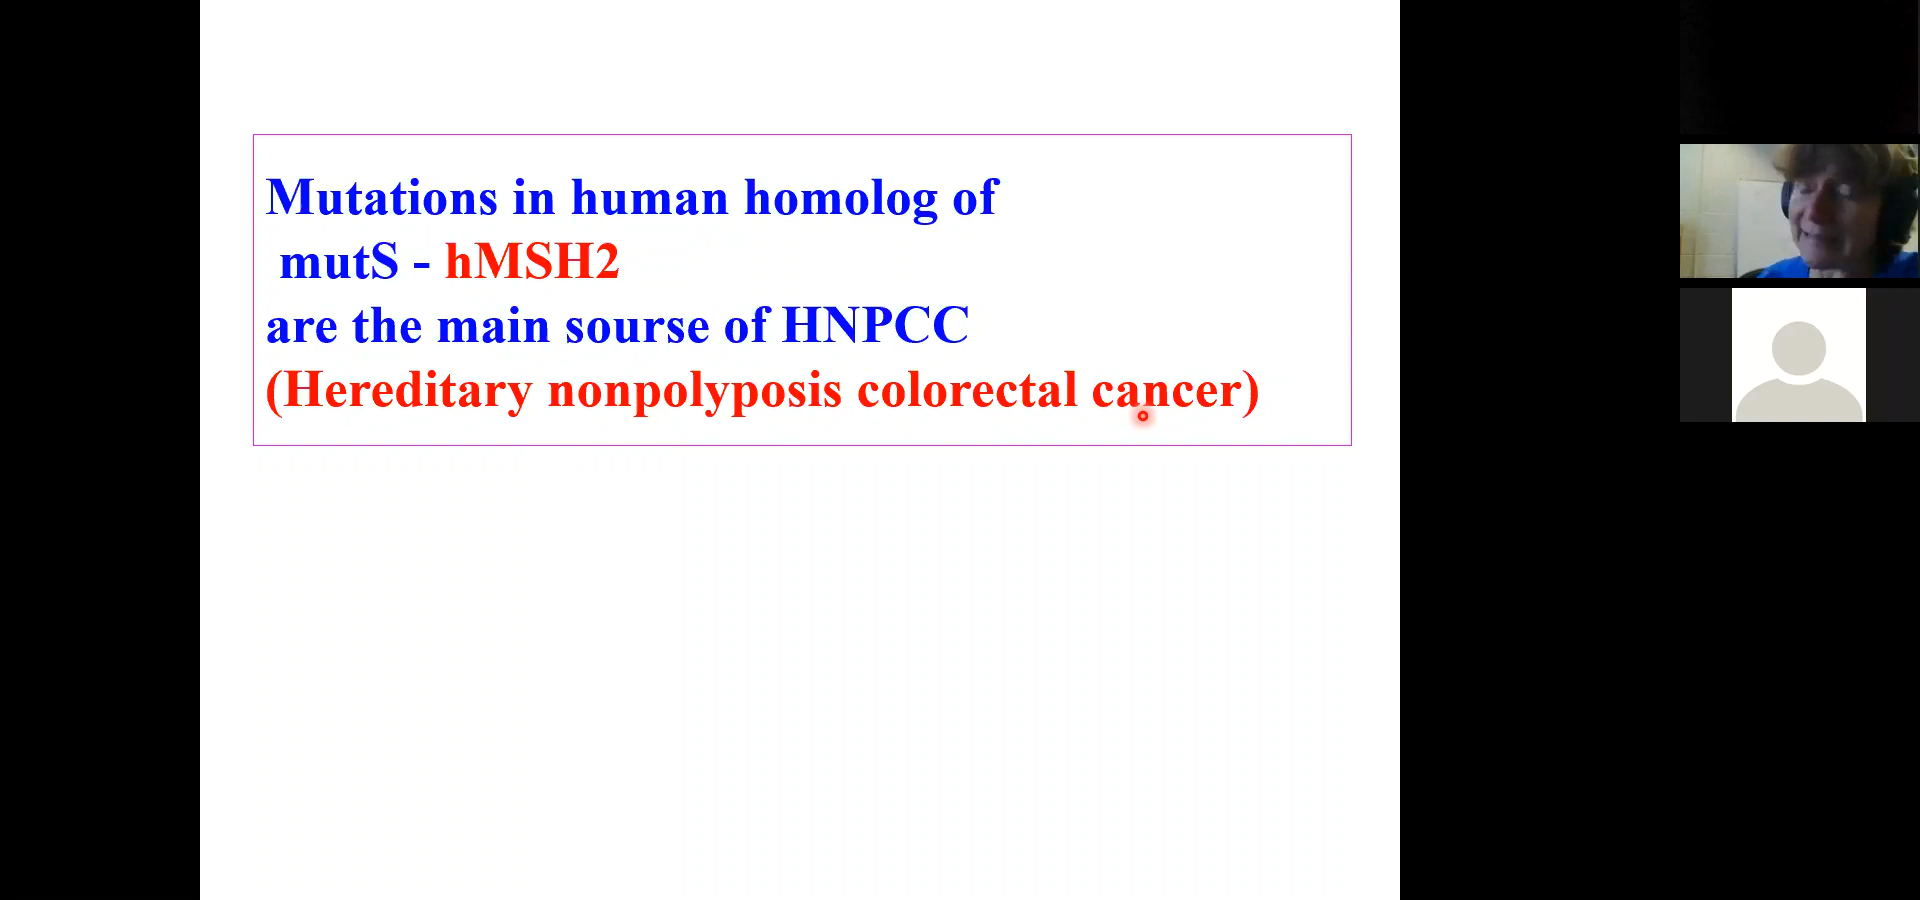 Mutations in human homolog of
mutS - hMSH2
are the main sourse of HNPCC
(Hereditary nonpolyposis colorectal cancer)